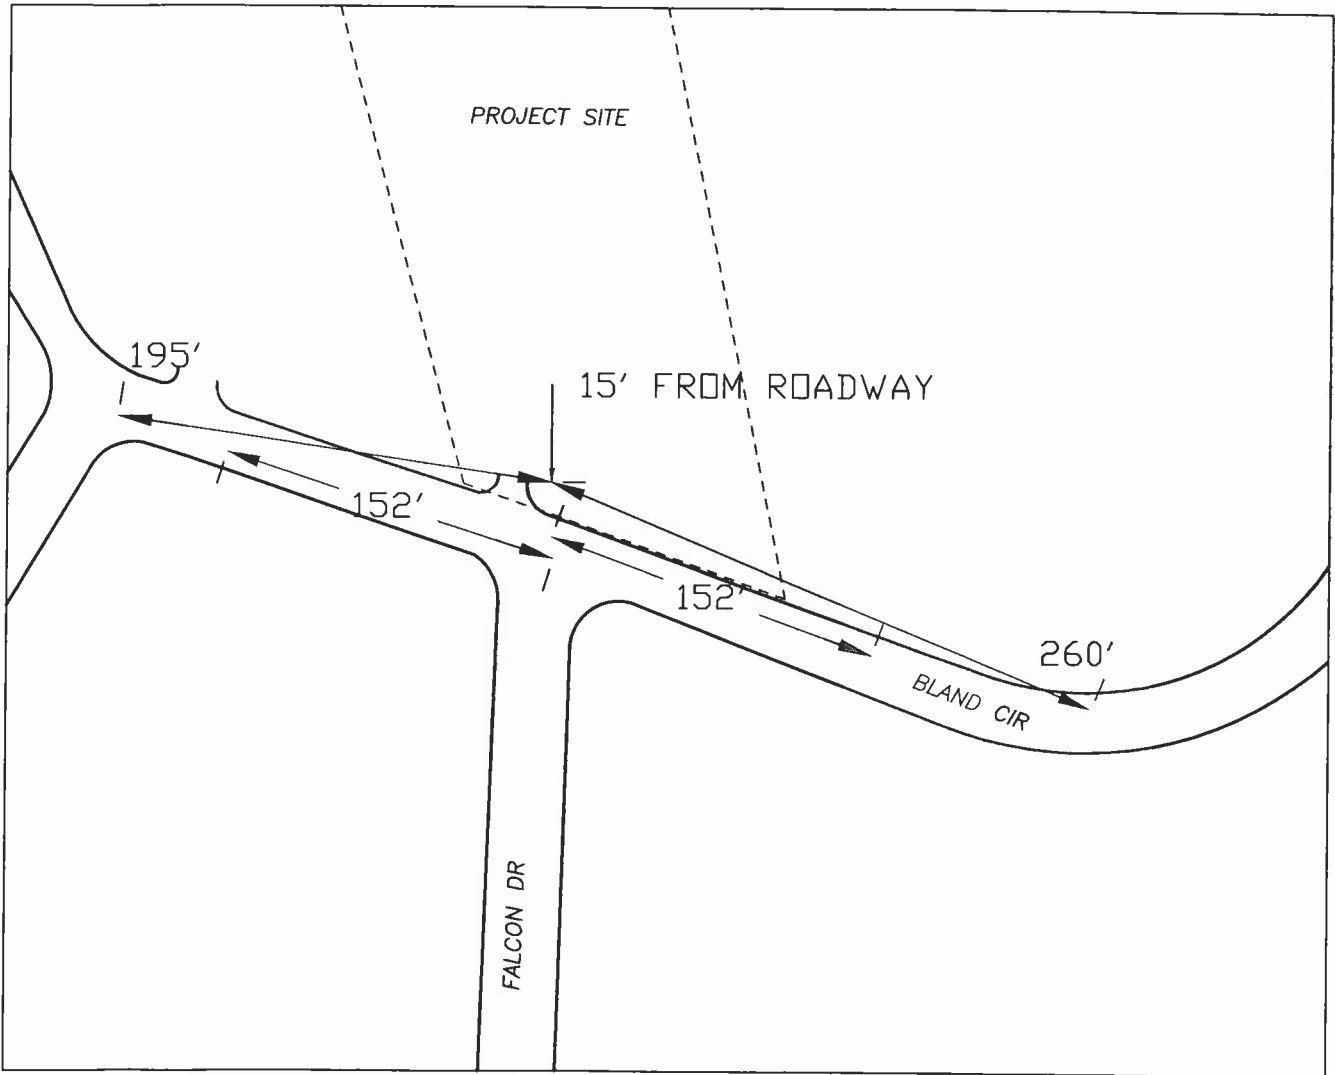 PROJECT SITE
195'
15' FROM ROADWAY
152'
152'
260'
BLAND CIR
FALCON DR